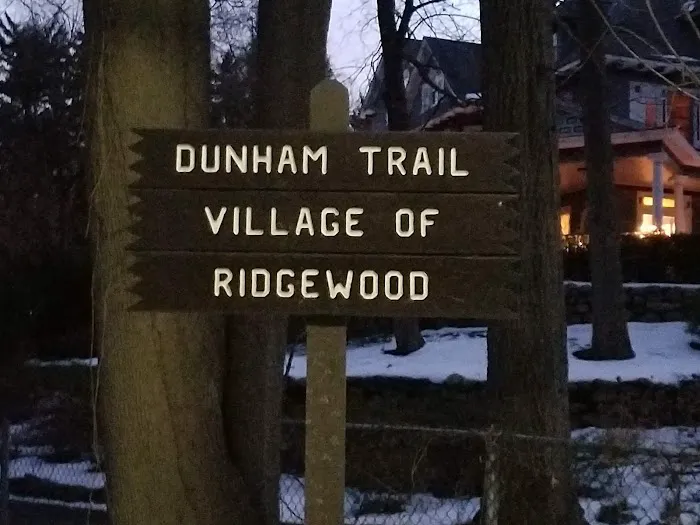 DUNHAM TRAIL
VILLAGE OF
RIDGEWOOD